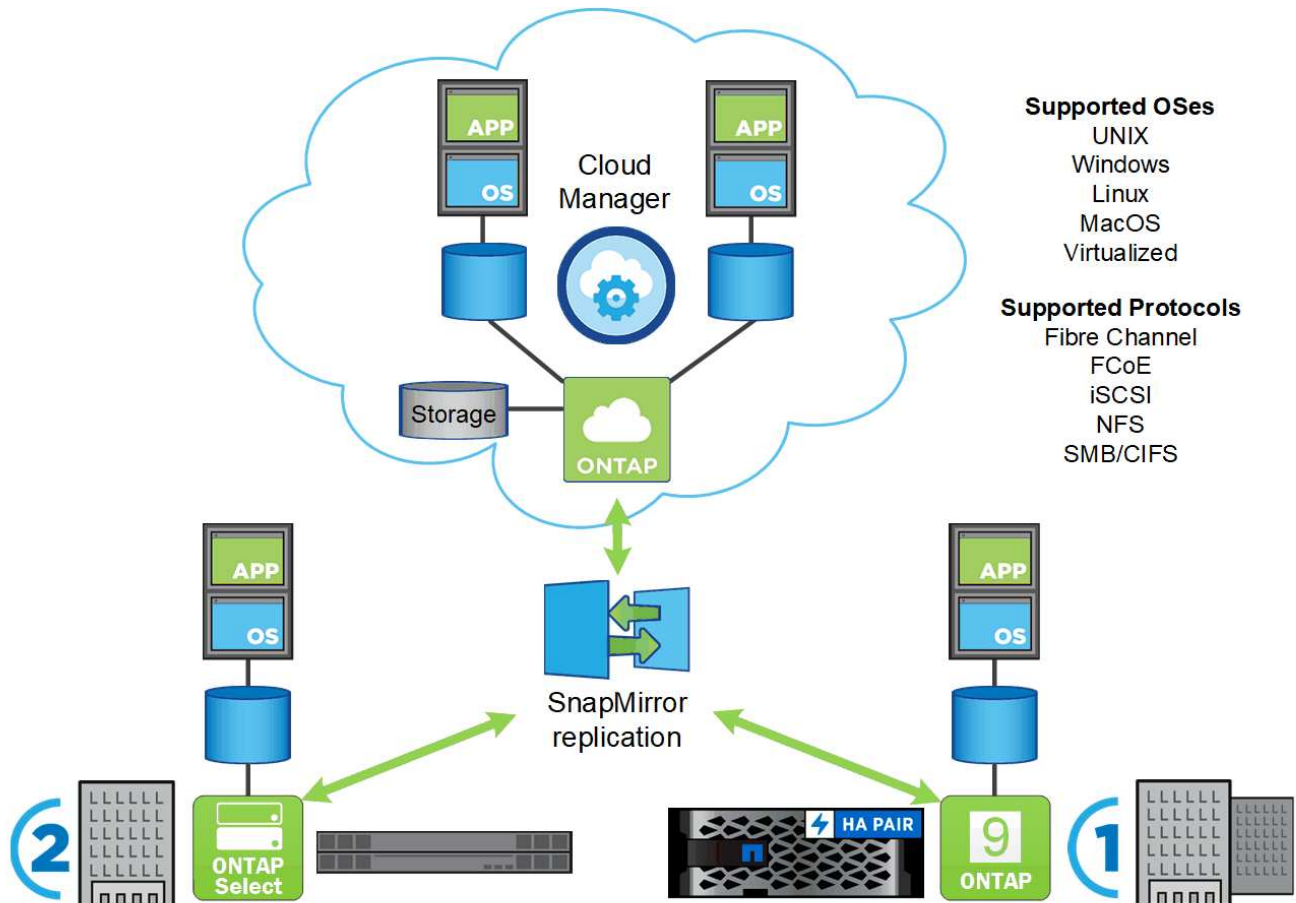 APP
OS
APP
OS
Cloud
Manager
Storage
ONTAP
Supported OSes
UNIX
Windows
Linux
MacOS
Virtualized
Supported Protocols
Fibre Channel
FCoE
iSCSI
NFS
SMB/CIFS
APP
OS
SnapMirror
replication
APP
OS
2
ONTAP
Select
HA PAIR
9
ONTAP
1